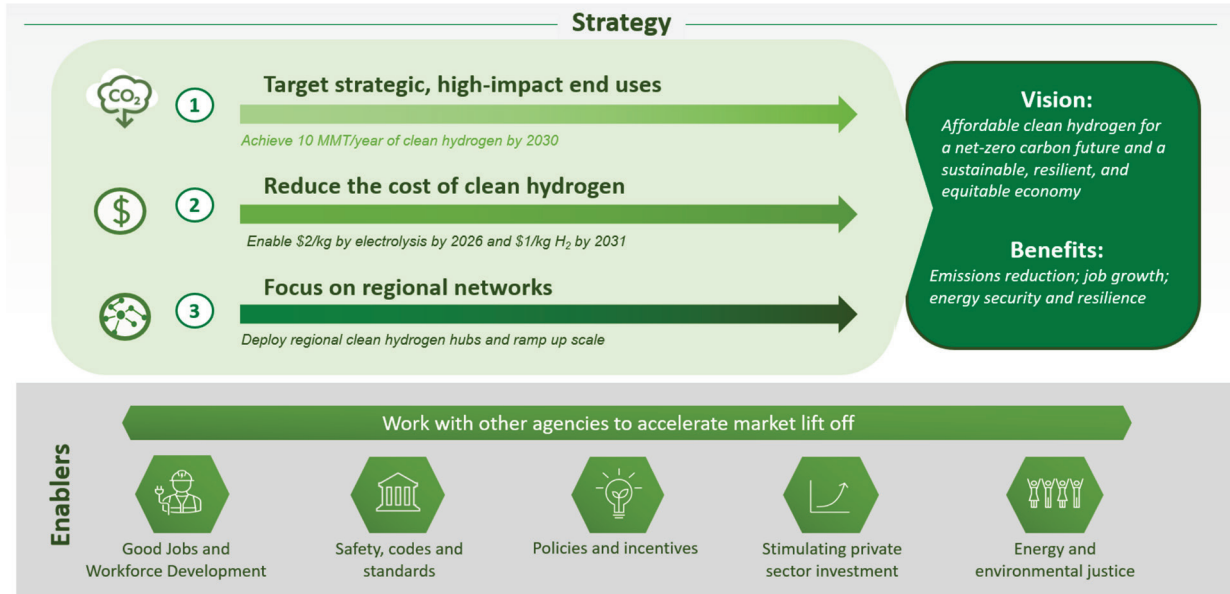 Strategy
CO2
1
Target strategic, high-impact end uses
Achieve 10 MMT/year of clean hydrogen by 2030
$
2
Reduce the cost of clean hydrogen
Enable $2/kg by electrolysis by 2026 and $1/kg H2 by 2031
3
Focus on regional networks
Deploy regional clean hydrogen hubs and ramp up scale
Vision:
Affordable clean hydrogen for
a net-zero carbon future and a
sustainable, resilient, and
equitable economy
Benefits:
Emissions reduction; job growth;
energy security and resilience
Enablers
Work with other agencies to accelerate market lift off
Good Jobs and
Workforce Development
Safety, codes and
standards
Policies and incentives
Stimulating private
sector investment
Energy and
environmental justice